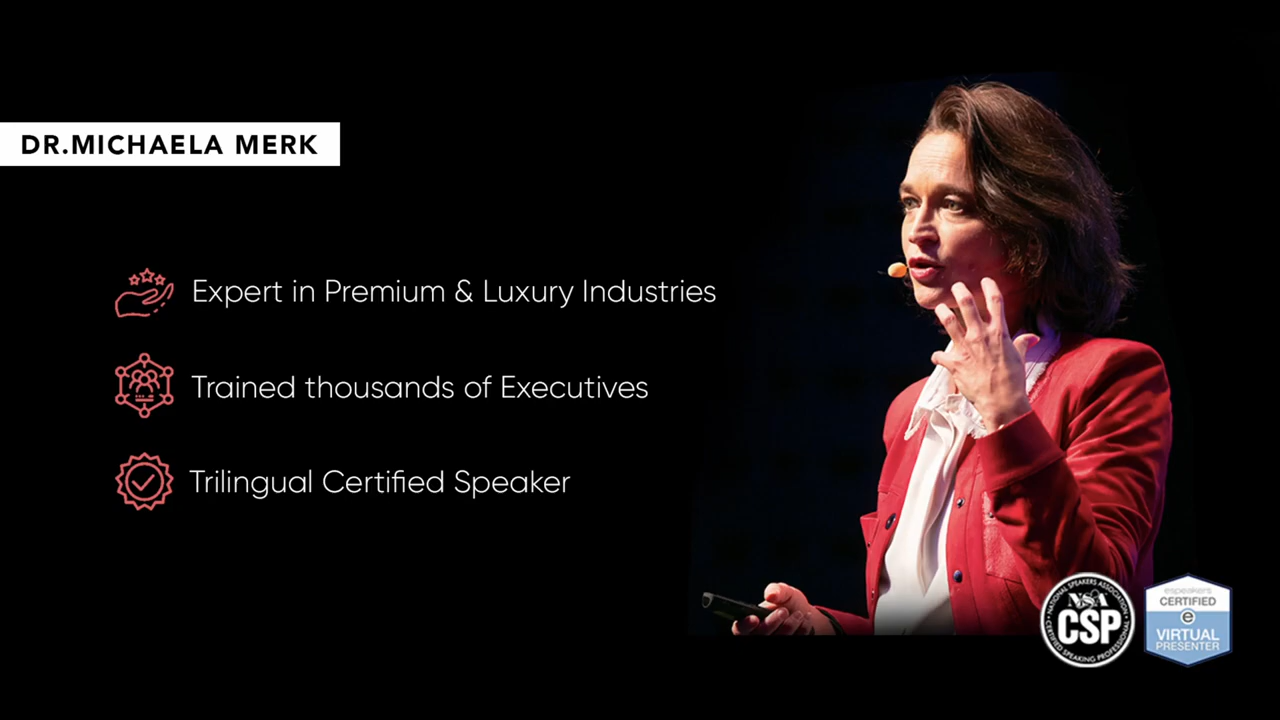 DR.MICHAELA MERK
Expert in Premium & Luxury Industries
Trained thousands of Executives
Trilingual Certified Speaker
NATIONAL SPEAKERS ASSOCIATION
NSA
CSP
CERTIFIED SPEAKING PROFESSIONAL
espeakers
CERTIFIED
e
VIRTUAL
PRESENTER